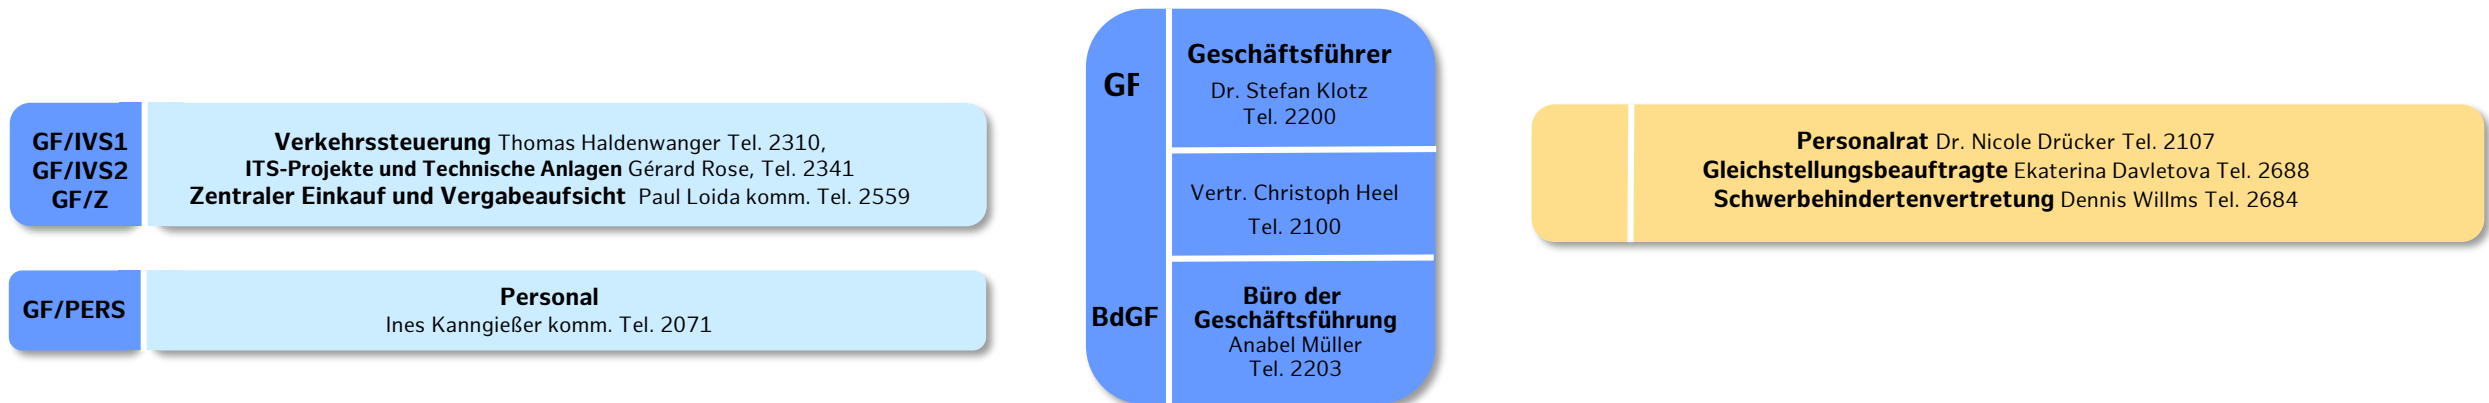 GF/IVS1
GF/IVS2
GF/Z
Verkehrssteuerung Thomas Haldenwanger Tel. 2310,
ITS-Projekte und Technische Anlagen Gérard Rose, Tel. 2341
Zentraler Einkauf und Vergabeaufsicht Paul Loida komm. Tel. 2559
GF/PERS
Personal
Ines Kanngießer komm. Tel. 2071
GF
Geschäftsführer
Dr. Stefan Klotz
Tel. 2200
Vertr. Christoph Heel
Tel. 2100
BdGF
Büro der
Geschäftsführung
Anabel Müller
Tel. 2203
Personalrat Dr. Nicole Drücker Tel. 2107
Gleichstellungsbeauftragte Ekaterina Davletova Tel. 2688
Schwerbehindertenvertretung Dennis Willms Tel. 2684